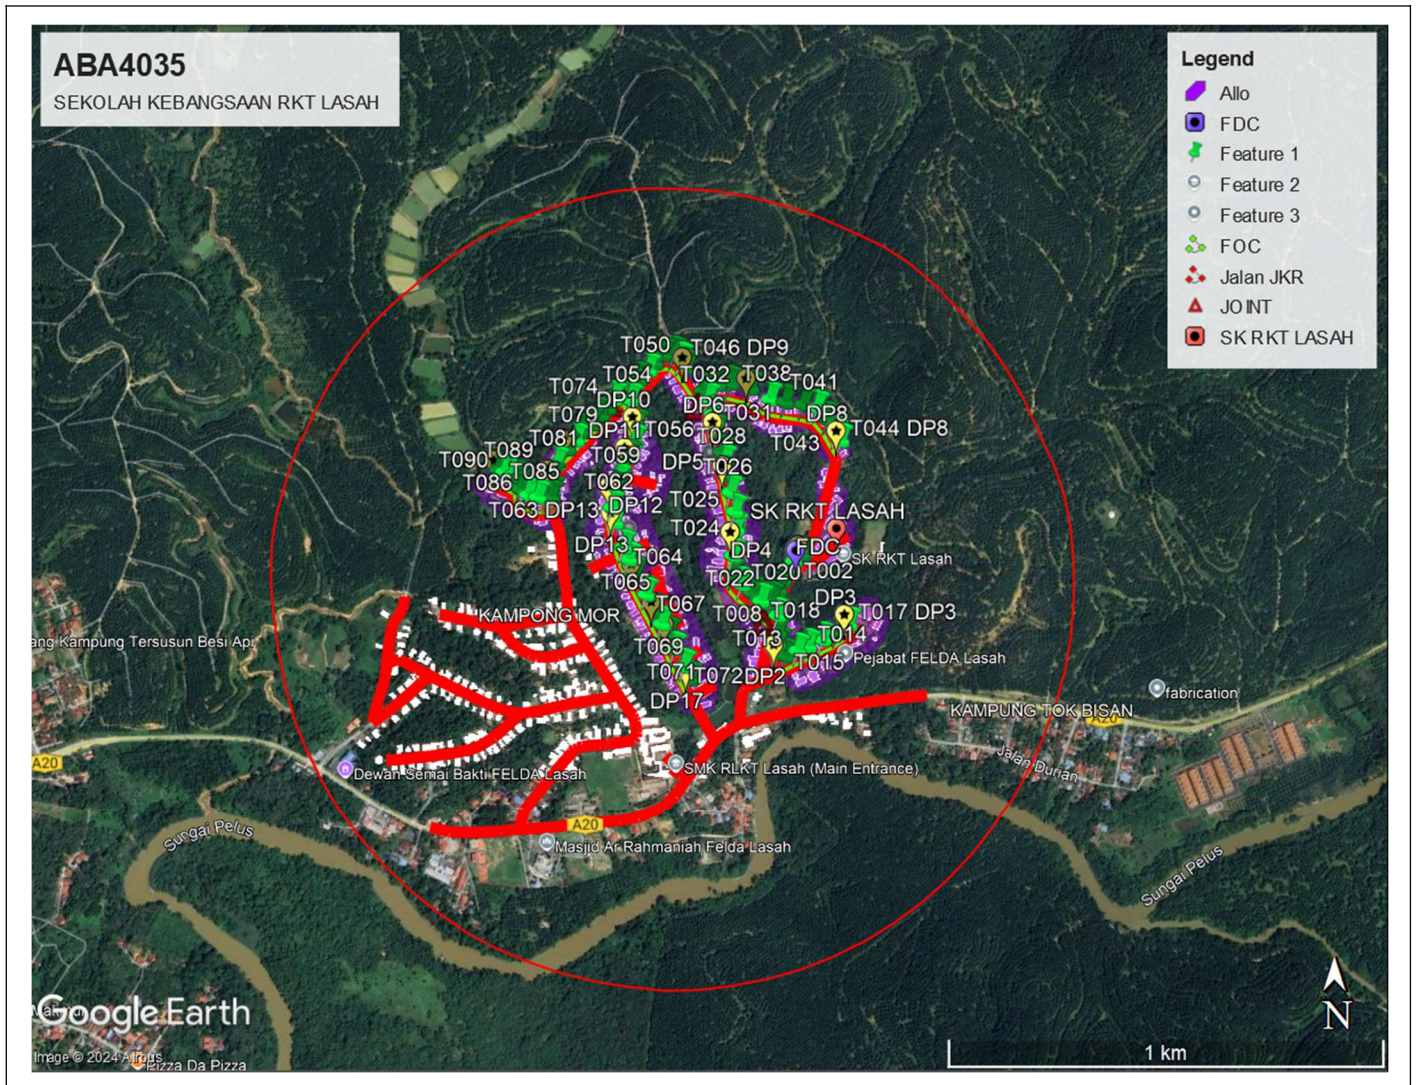 ABA4035
SEKOLAH KEBANGSAAN RKT LASAH
Legend
Allo
FDC
Feature 1
Feature 2
Feature 3
FOC
Jalan JKR
JOINT
SK RKT LASAH
T050
T046 DP9
T054
T032
T038
T041
T074
DP10
DP6
T031
DP8
T044 DP8
T079
DP11
T056
T028
T043
T081
T059
DP5
T026
T089
T090
T085
T086
T062
T025
T063 DP13
DP12
T024
SK RKT LASAH
DP13
T064
DP4
FDC
SK RKT Lasah
T065
T022
T020
T002
T067
T008
T018
DP3
T017 DP3
KAMPONG MOR
T069
T013
T014
T015
Pejabat FELDA Lasah
T071
T072
DP2
DP17
ang Kampung Tersusun Besi Api
fabrication
KAMPUNG TOK BISAN
A20
Jalan Durian
A20
Dewan Semai Bakti FELDA Lasah
SMK RLKT Lasah (Main Entrance)
A20
Sungai Pelus
Masjid Ar Rahmaniah Felda Lasah
Sungai Pelus
Google Earth
Image © 2024 Airbus
Pizza Da Pizza
N
1 km